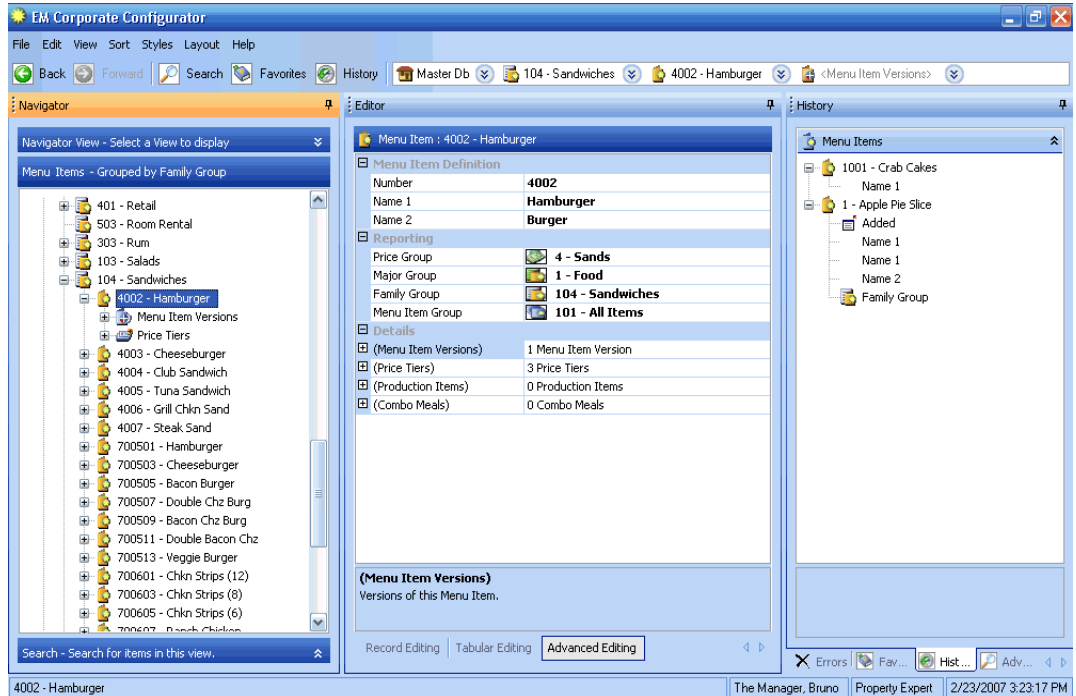 EM Corporate Configurator
File Edit View Sort Styles Layout Help
Back Forward Search Favorites History Master Db 104 - Sandwiches 4002 - Hamburger <Menu Item Versions>
Navigator
Navigator View - Select a View to display
Menu Items - Grouped by Family Group
401 - Retail
503 - Room Rental
303 - Rum
103 - Salads
104 - Sandwiches
4002 - Hamburger
Menu Item Versions
Price Tiers
4003 - Cheeseburger
4004 - Club Sandwich
4005 - Tuna Sandwich
4006 - Grill Chkn Sand
4007 - Steak Sand
700501 - Hamburger
700503 - Cheeseburger
700505 - Bacon Burger
700507 - Double Chz Burg
700509 - Bacon Chz Burg
700511 - Double Bacon Chz
700513 - Veggie Burger
700601 - Chkn Strips (12)
700603 - Chkn Strips (8)
700605 - Chkn Strips (6)
700607 - Ranch Chicken
Search - Search for items in this view.
Editor
Menu Item : 4002 - Hamburger
Menu Item Definition
Number 4002
Name 1 Hamburger
Name 2 Burger
Reporting
Price Group 4 - Sands
Major Group 1 - Food
Family Group 104 - Sandwiches
Menu Item Group 101 - All Items
Details
(Menu Item Versions) 1 Menu Item Version
(Price Tiers) 3 Price Tiers
(Production Items) 0 Production Items
(Combo Meals) 0 Combo Meals
(Menu Item Versions)
Versions of this Menu Item.
Record Editing Tabular Editing Advanced Editing
History
Menu Items
1001 - Crab Cakes
Name 1
1 - Apple Pie Slice
Added
Name 1
Name 1
Name 2
Family Group
Errors Fav... Hist... Adv...
4002 - Hamburger
The Manager, Bruno Property Expert 2/23/2007 3:23:17 PM